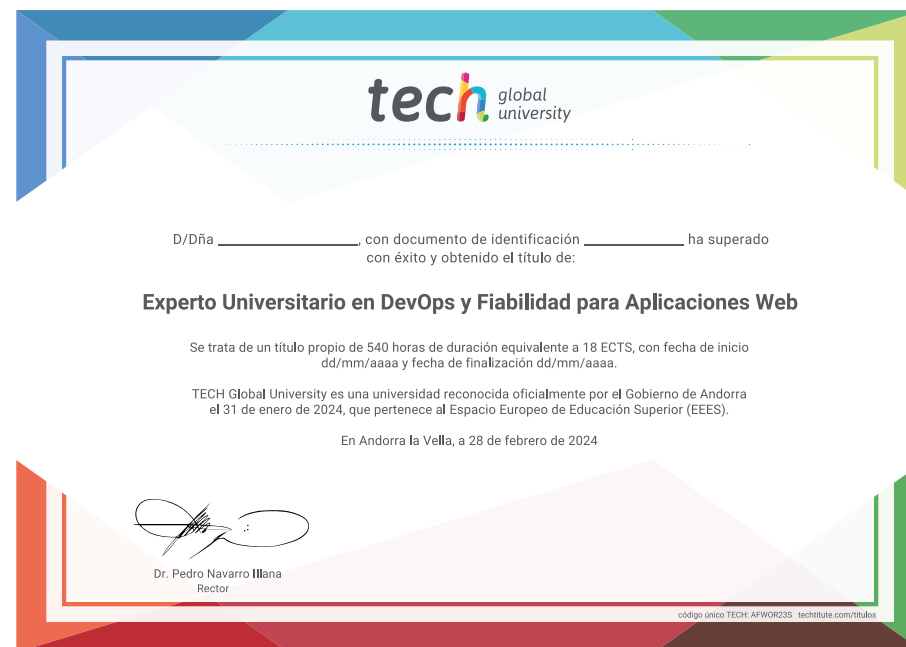 tech global university
D/Dña ____________________, con documento de identificación ______________ ha superado
con éxito y obtenido el título de:
Experto Universitario en DevOps y Fiabilidad para Aplicaciones Web
Se trata de un título propio de 540 horas de duración equivalente a 18 ECTS, con fecha de inicio
dd/mm/aaaa y fecha de finalización dd/mm/aaaa.
TECH Global University es una universidad reconocida oficialmente por el Gobierno de Andorra
el 31 de enero de 2024, que pertenece al Espacio Europeo de Educación Superior (EEES).
En Andorra la Vella, a 28 de febrero de 2024
Dr. Pedro Navarro Illana
Rector
código único TECH: AFWOR23S techtitute.com/titulos